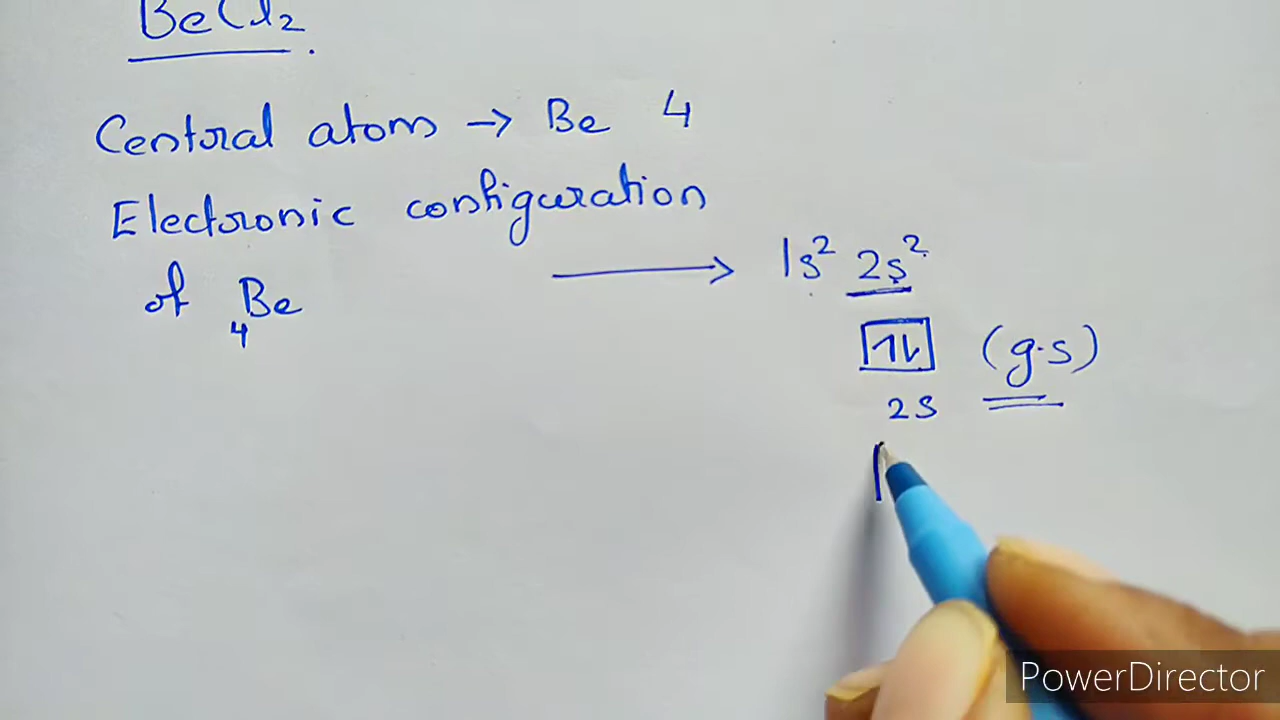 BeCl2.
Central atom → Be 4
Electronic configuration
of 4Be → 1s² 2s²
↿⇂ (g.s)
2s
PowerDirector